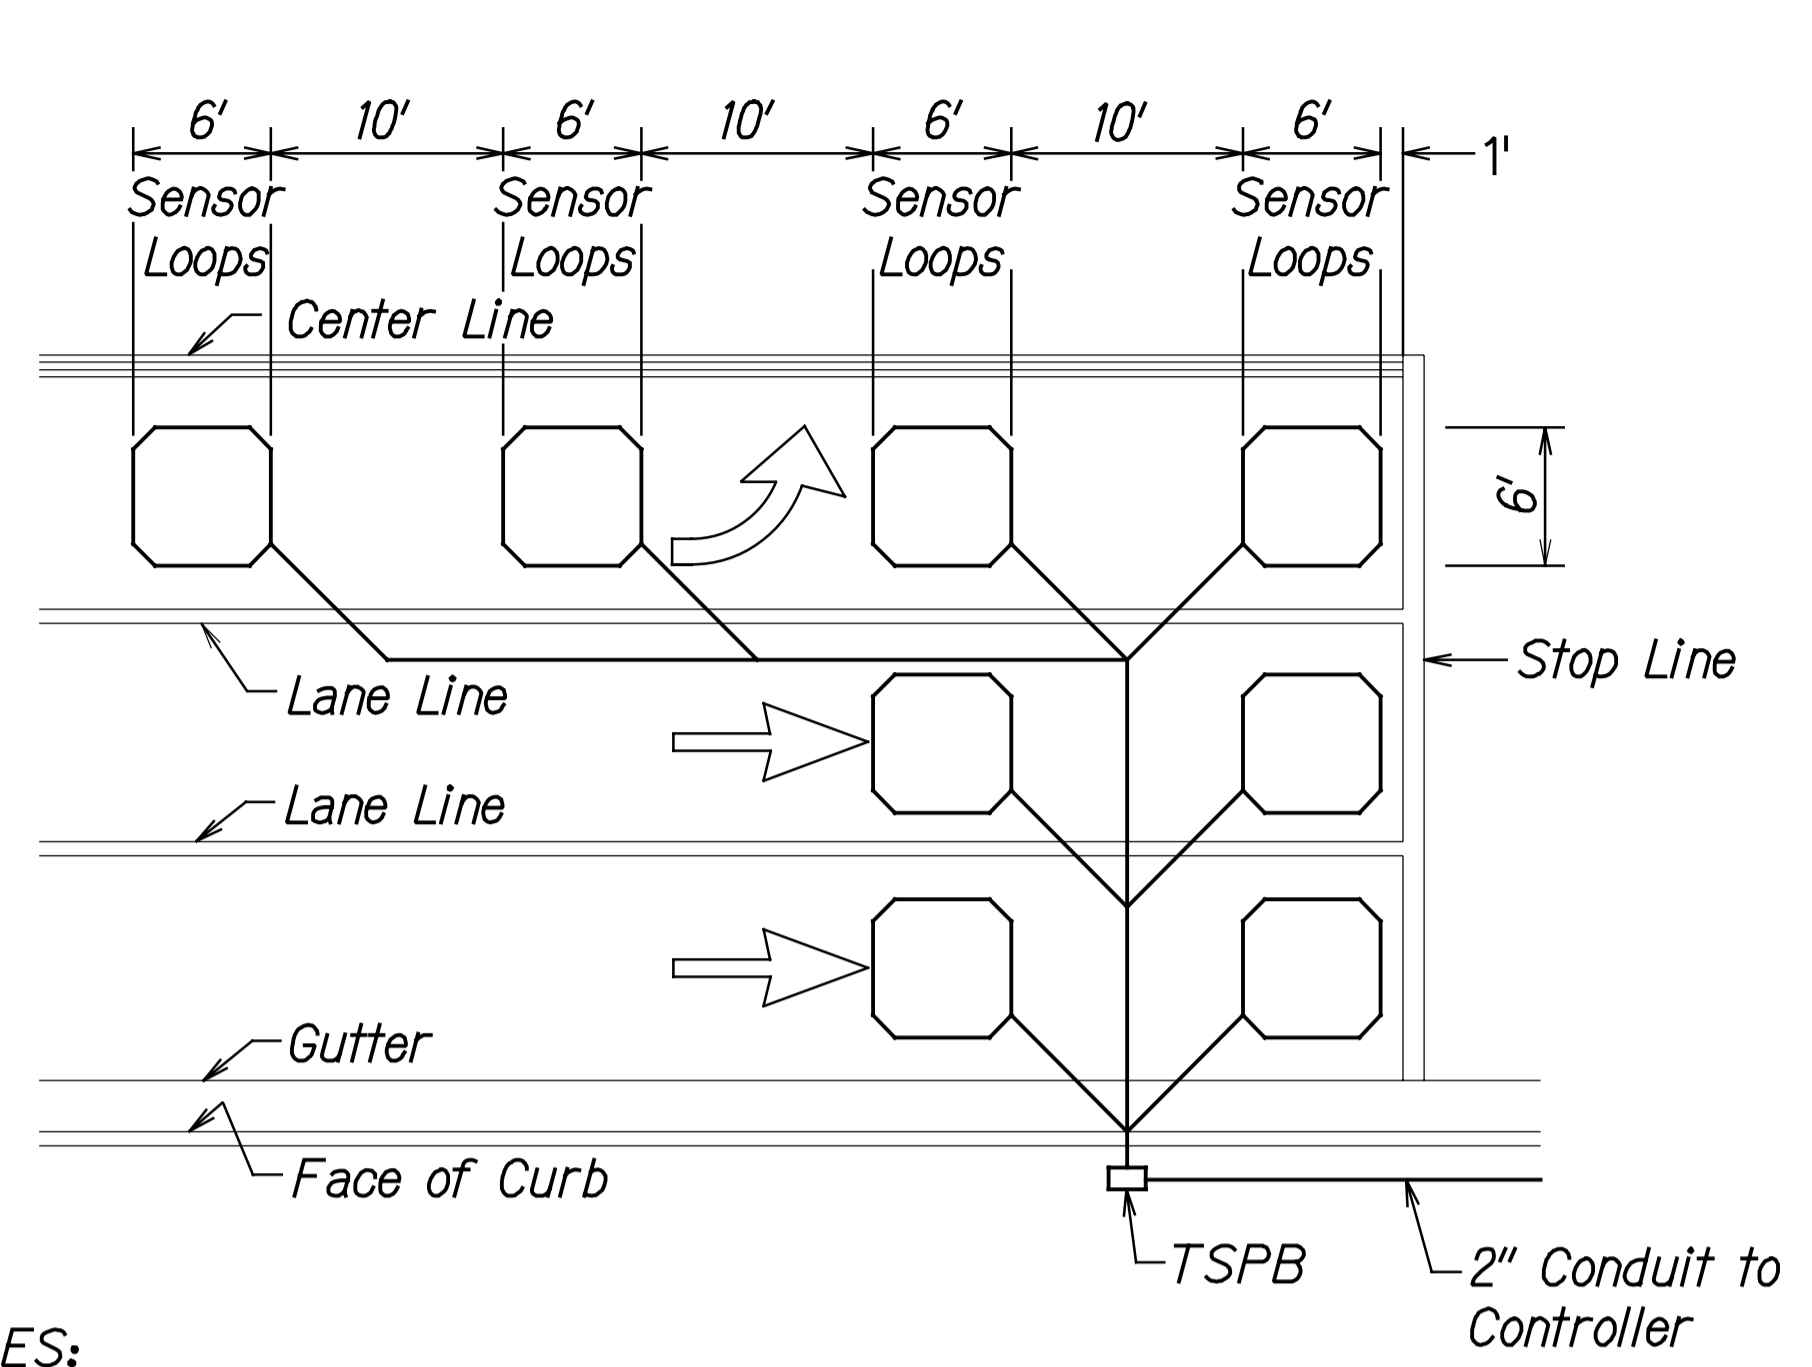 6' 10' 6' 10' 6' 10' 6' 1'
Sensor Sensor Sensor Sensor
Loops Loops Loops Loops
Center Line
6'
Stop Line
Lane Line
Lane Line
Gutter
Face of Curb
TSPB
2" Conduit to
Controller
ES: